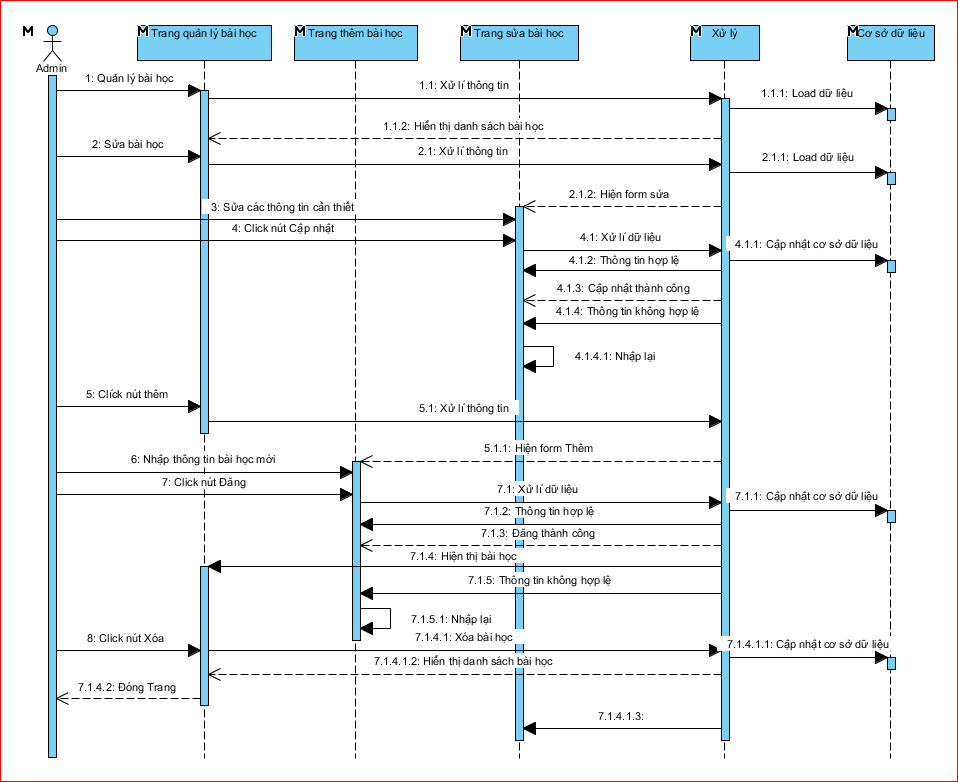 M
M Trang quản lý bài học
M Trang thêm bài học
M Trang sửa bài học
M Xử lý
M Cơ sở dữ liệu
Admin
1: Quản lý bài học
1.1: Xử lí thông tin
1.1.1: Load dữ liệu
1.1.2: Hiển thị danh sách bài học
2: Sửa bài học
2.1: Xử lí thông tin
2.1.1: Load dữ liệu
2.1.2: Hiện form sửa
3: Sửa các thông tin cần thiết
4: Click nút Cập nhật
4.1: Xử lí dữ liệu
4.1.1: Cập nhật cơ sở dữ liệu
4.1.2: Thông tin hợp lệ
4.1.3: Cập nhật thành công
4.1.4: Thông tin không hợp lệ
4.1.4.1: Nhập lại
5: Clíck nút thêm
5.1: Xử lí thông tin
5.1.1: Hiện form Thêm
6: Nhập thông tin bài học mới
7: Click nút Đăng
7.1: Xử lí dữ liệu
7.1.1: Cập nhật cơ sở dữ liệu
7.1.2: Thông tin hợp lệ
7.1.3: Đăng thành công
7.1.4: Hiện thị bài học
7.1.5: Thông tin không hợp lệ
7.1.5.1: Nhập lại
8: Click nút Xóa
7.1.4.1: Xóa bài học
7.1.4.1.1: Cập nhật cơ sở dữ liệu
7.1.4.1.2: Hiển thị danh sách bài học
7.1.4.2: Đóng Trang
7.1.4.1.3: